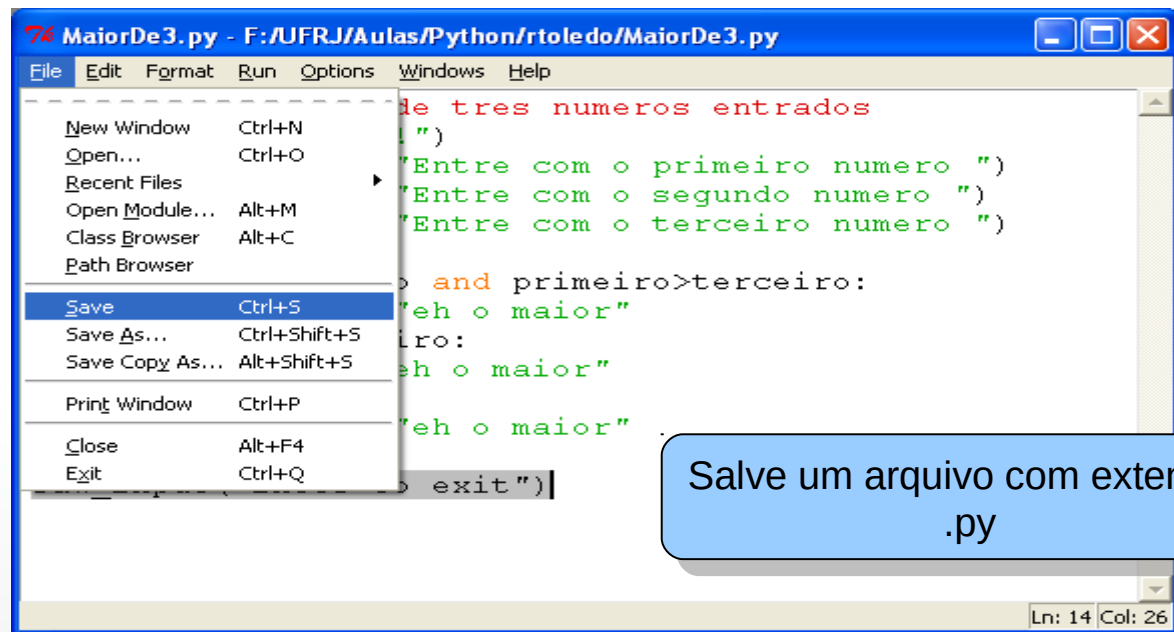 MaiorDe3.py - F:/UFRJ/Aulas/Python/rtoledo/MaiorDe3.py
File Edit Format Run Options Windows Help
de tres numeros entrados
New Window Ctrl+N
")
Open... Ctrl+O
"Entre com o primeiro numero ")
Recent Files
"Entre com o segundo numero ")
Open Module... Alt+M
"Entre com o terceiro numero ")
Class Browser Alt+C
Path Browser
and primeiro>terceiro:
Save Ctrl+S
"eh o maior"
Save As... Ctrl+Shift+S
iro:
Save Copy As... Alt+Shift+S
eh o maior"
Print Window Ctrl+P
"eh o maior"
Close Alt+F4
Exit Ctrl+Q
exit")
Salve um arquivo com exten
.py
Ln: 14 Col: 26